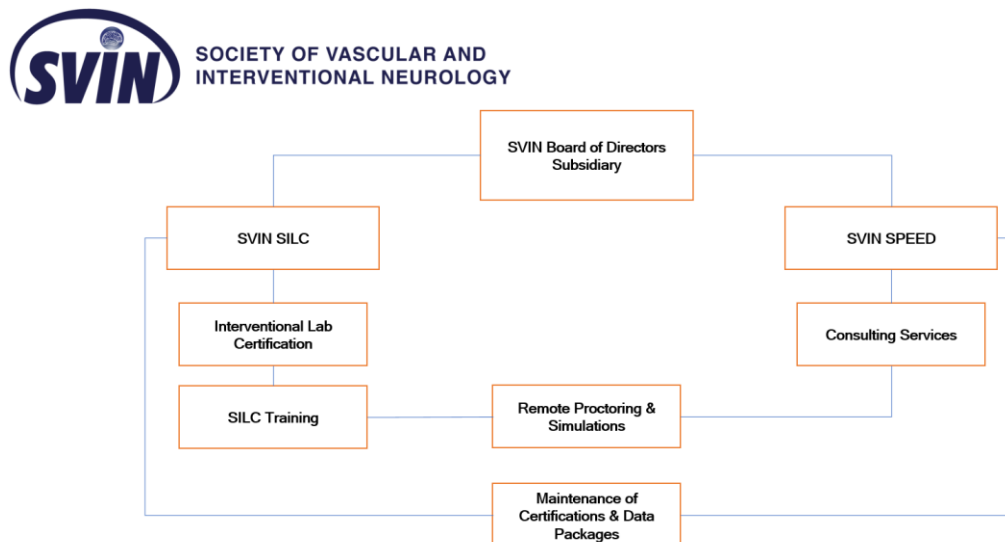 SVIN
SOCIETY OF VASCULAR AND
INTERVENTIONAL NEUROLOGY
SVIN Board of Directors
Subsidiary
SVIN SILC
SVIN SPEED
Interventional Lab
Certification
Consulting Services
SILC Training
Remote Proctoring &
Simulations
Maintenance of
Certifications & Data
Packages